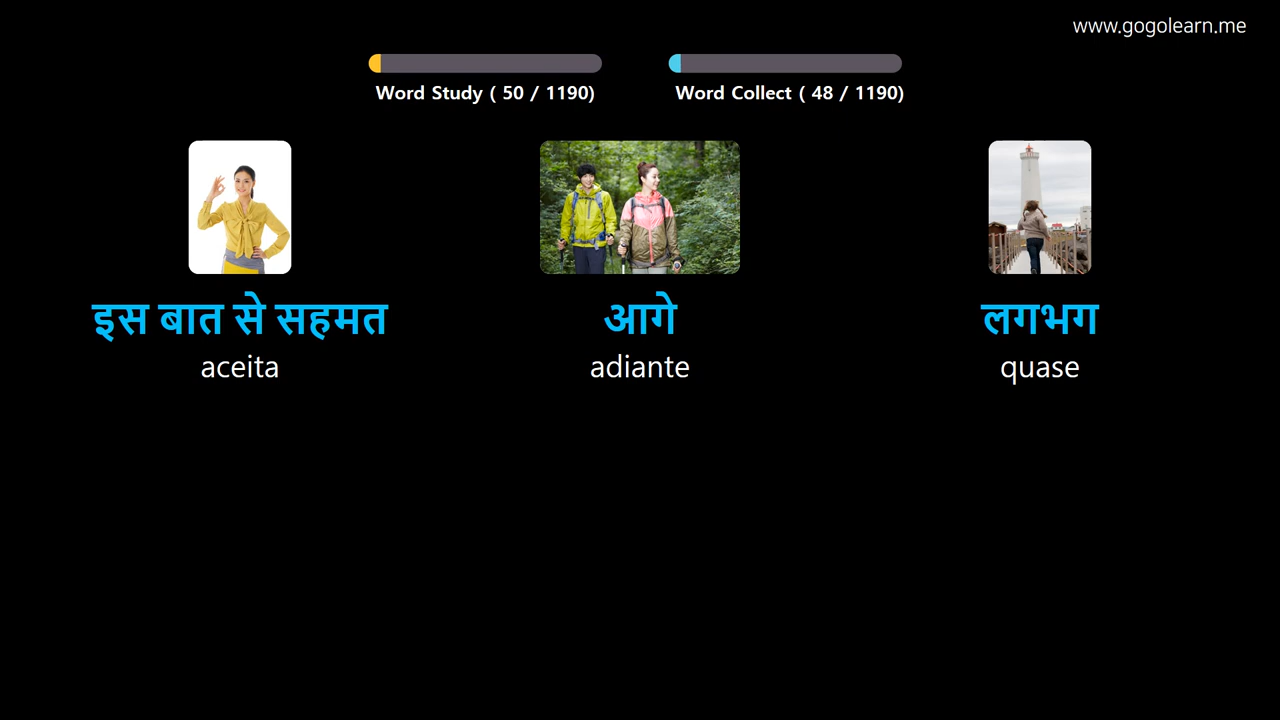 www.gogolearn.me
Word Study ( 50 / 1190)
Word Collect ( 48 / 1190)
इस बात से सहमत
aceita
आगे
adiante
लगभग
quase